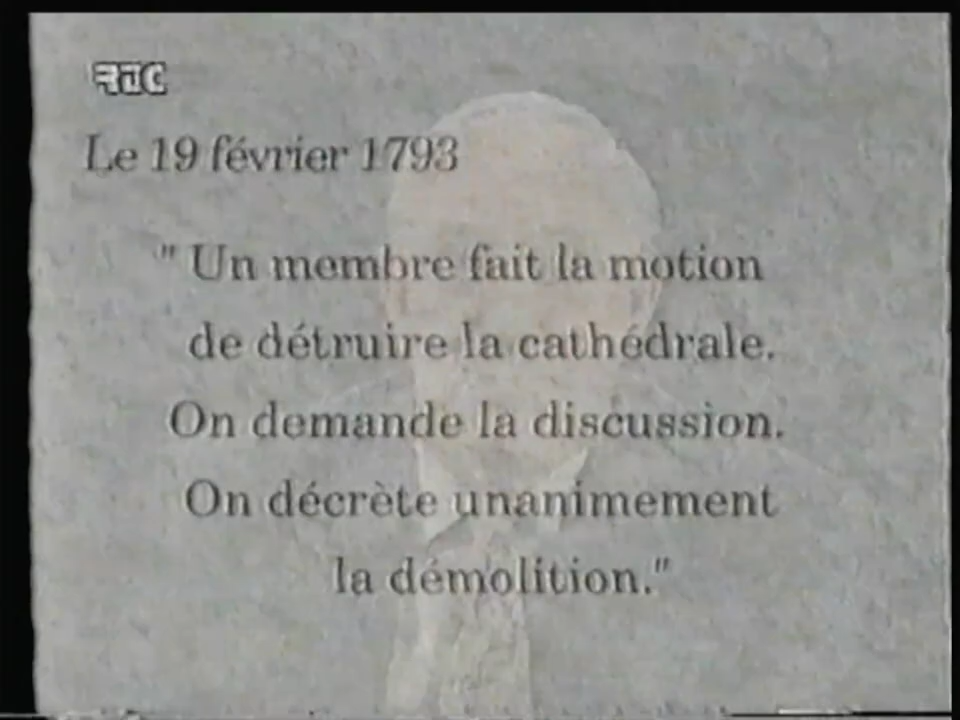 RTC
Le 19 février 1793
" Un membre fait la motion
de détruire la cathédrale.
On demande la discussion.
On décrète unanimement
la démolition."